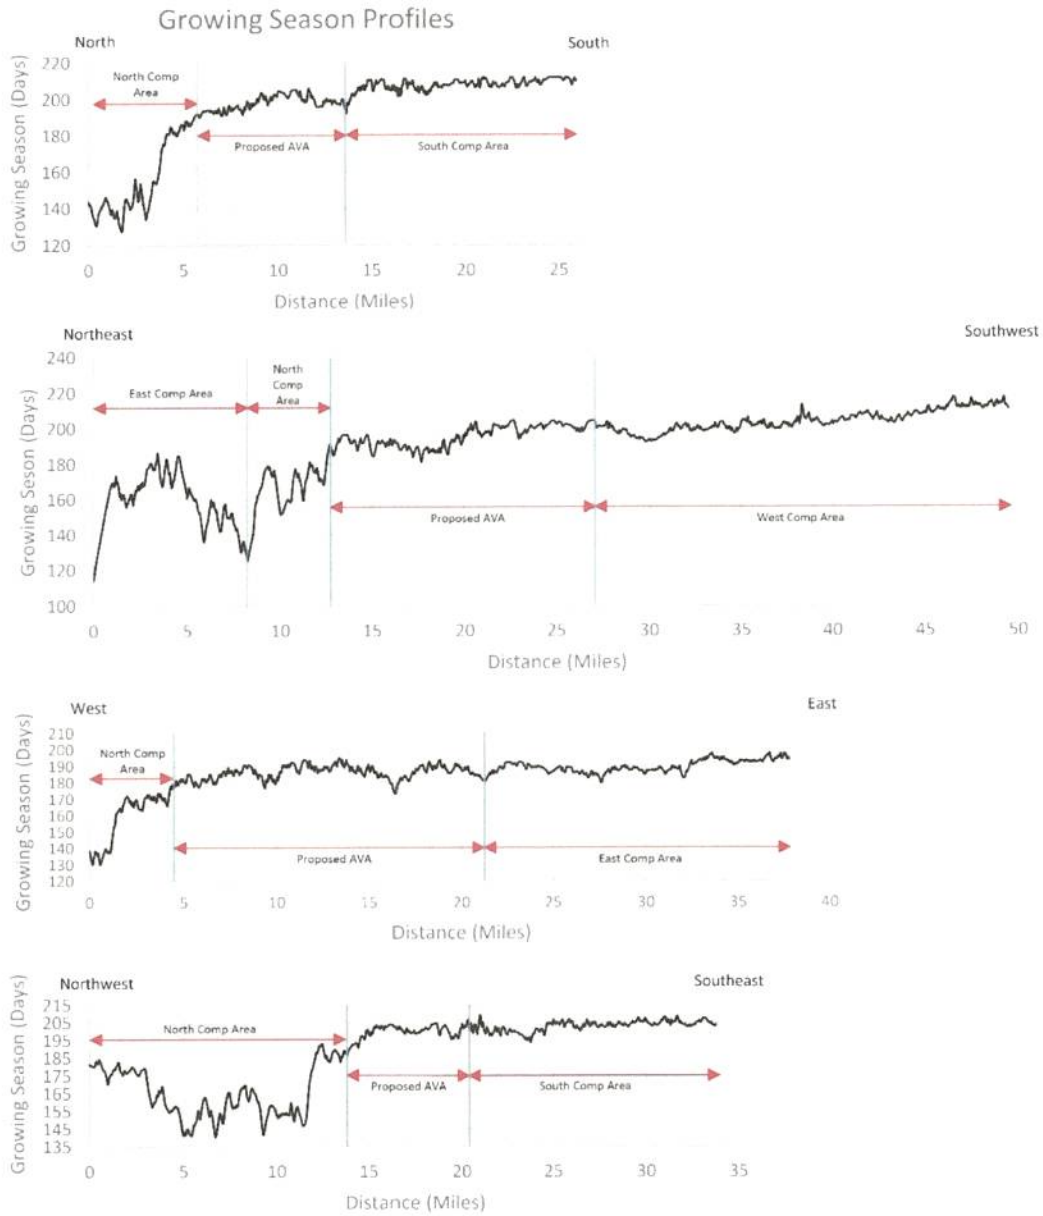 Growing Season Profiles
North
South
Growing Season (Days)
220
200
180
160
140
120
North Comp
Area
Proposed AVA
South Comp Area
0 5 10 15 20 25
Distance (Miles)
Northeast
Southwest
Growing Seson (Days)
240
220
200
180
160
140
120
100
East Comp Area
North
Comp
Area
Proposed AVA
West Comp Area
0 5 10 15 20 25 30 35 40 45 50
Distance (Miles)
West
East
Growing Season (Days)
210
200
190
180
170
160
150
140
130
120
North Comp
Area
Proposed AVA
East Comp Area
0 5 10 15 20 25 30 35 40
Distance (Miles)
Northwest
Southeast
Growing Season (Days)
215
205
195
185
175
165
155
145
135
North Comp Area
Proposed AVA
South Comp Area
0 5 10 15 20 25 30 35
Distance (Miles)